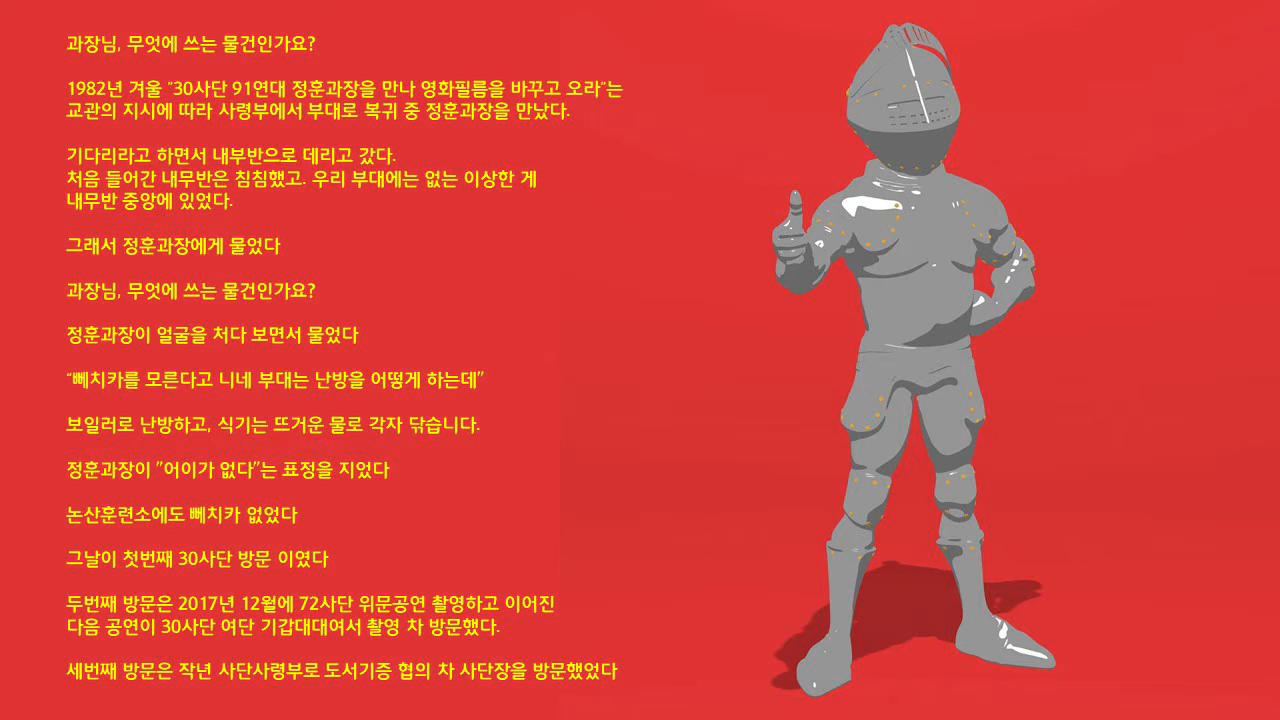 과장님, 무엇에 쓰는 물건인가요?
1982년 겨울 "30사단 91연대 정훈과장을 만나 영화필름을 바꾸고 오라"는
교관의 지시에 따라 사령부에서 부대로 복귀 중 정훈과장을 만났다.
기다리라고 하면서 내부반으로 데리고 갔다.
처음 들어간 내무반은 침침했고. 우리 부대에는 없는 이상한 게
내무반 중앙에 있었다.
그래서 정훈과장에게 물었다
과장님, 무엇에 쓰는 물건인가요?
정훈과장이 얼굴을 처다 보면서 물었다
"뻬치카를 모른다고 니네 부대는 난방을 어떻게 하는데"
보일러로 난방하고, 식기는 뜨거운 물로 각자 닦습니다.
정훈과장이 "어이가 없다"는 표정을 지었다
논산훈련소에도 뻬치카 없었다
그날이 첫번째 30사단 방문 이였다
두번째 방문은 2017년 12월에 72사단 위문공연 촬영하고 이어진
다음 공연이 30사단 여단 기갑대대여서 촬영 차 방문했다.
세번째 방문은 작년 사단사령부로 도서기증 협의 차 사단장을 방문했었다